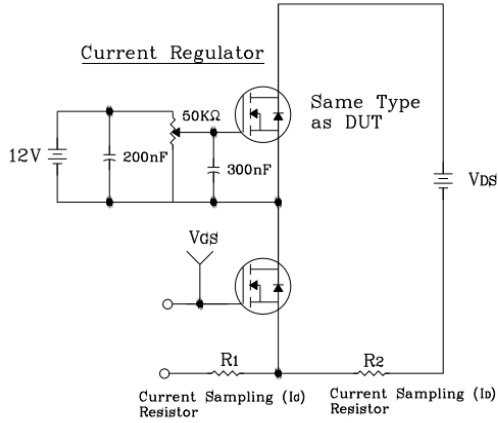 Current Regulator
50KΩ
Same Type
as DUT
12V
200nF
300nF
VDS
VGS
R1
R2
Current Sampling (IG)
Resistor
Current Sampling (ID)
Resistor